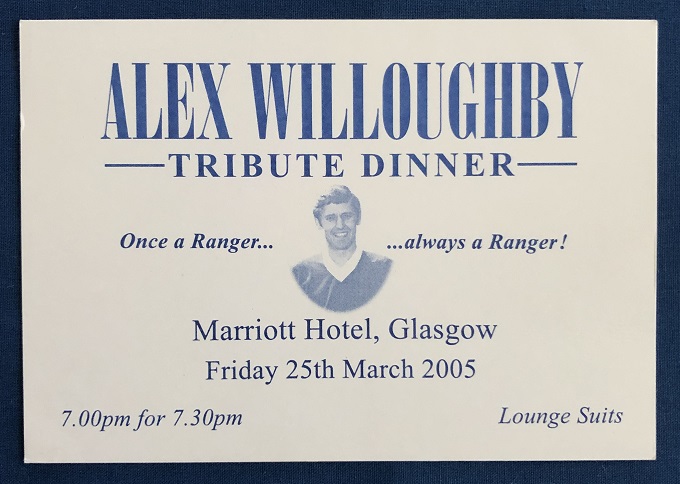 ALEX WILLOUGHBY
TRIBUTE DINNER
Once a Ranger... ...always a Ranger!
Marriott Hotel, Glasgow
Friday 25th March 2005
7.00pm for 7.30pm Lounge Suits